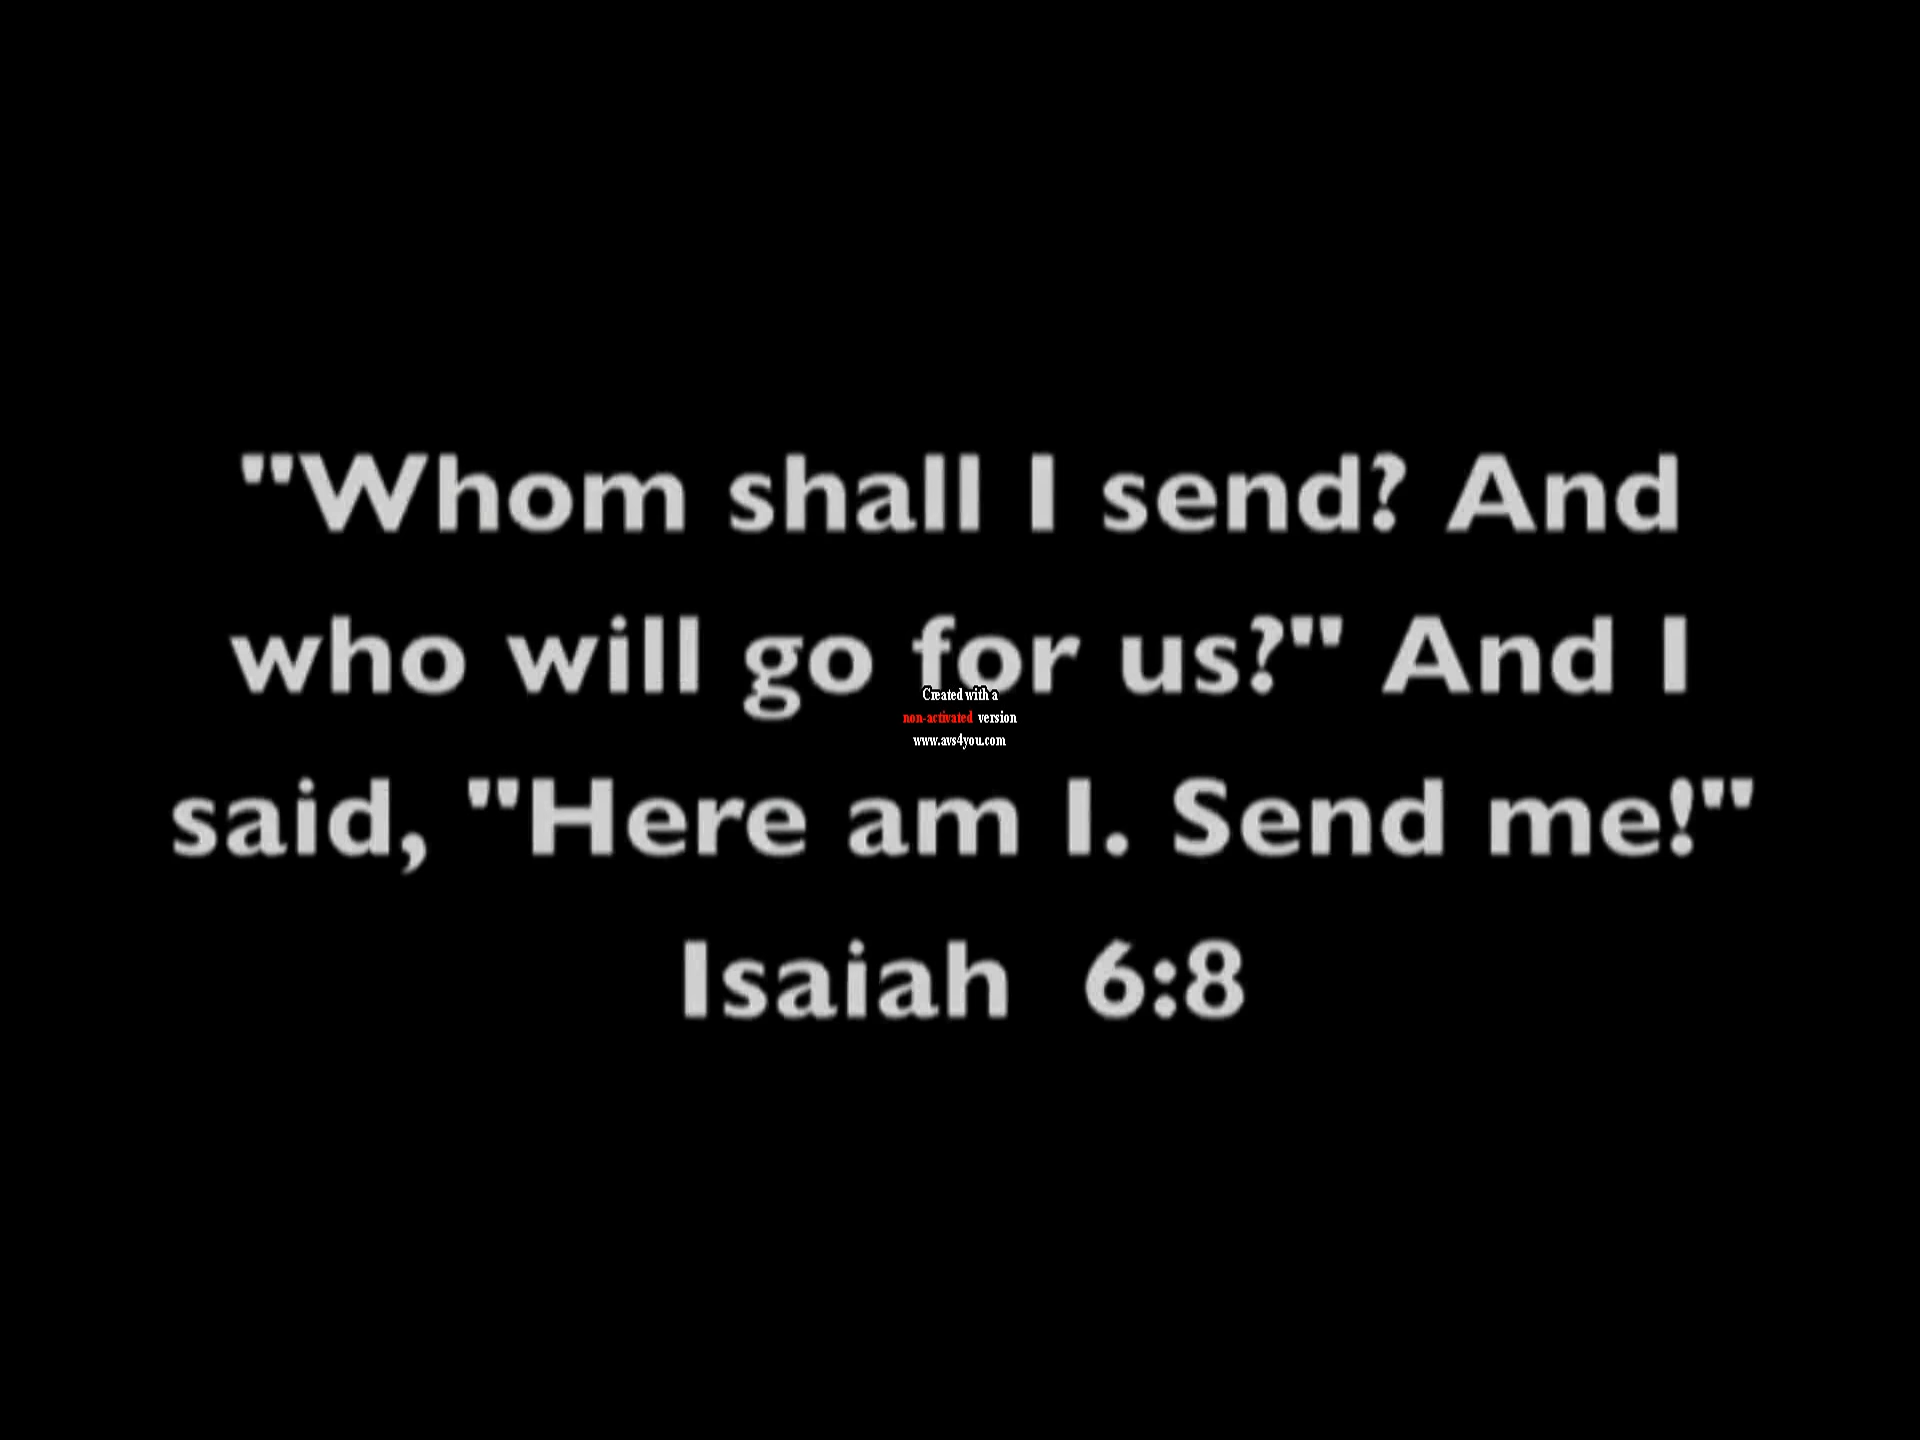 "Whom shall I send? And
who will go for us?" And I
Created with a
non-activated version
www.avs4you.com
said, "Here am I. Send me!"
Isaiah 6:8